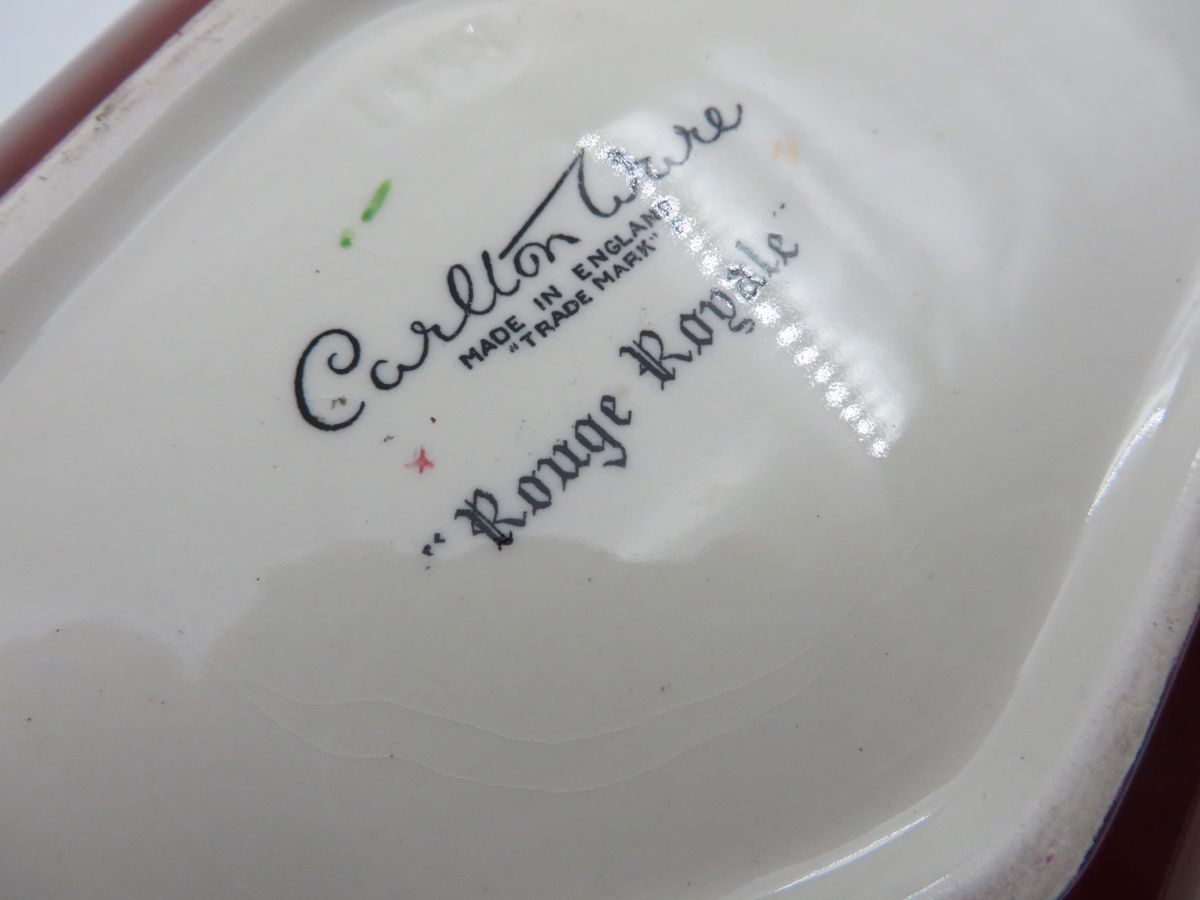 Carlton Ware
MADE IN ENGLAND
"TRADE MARK"
"Rouge Royale"